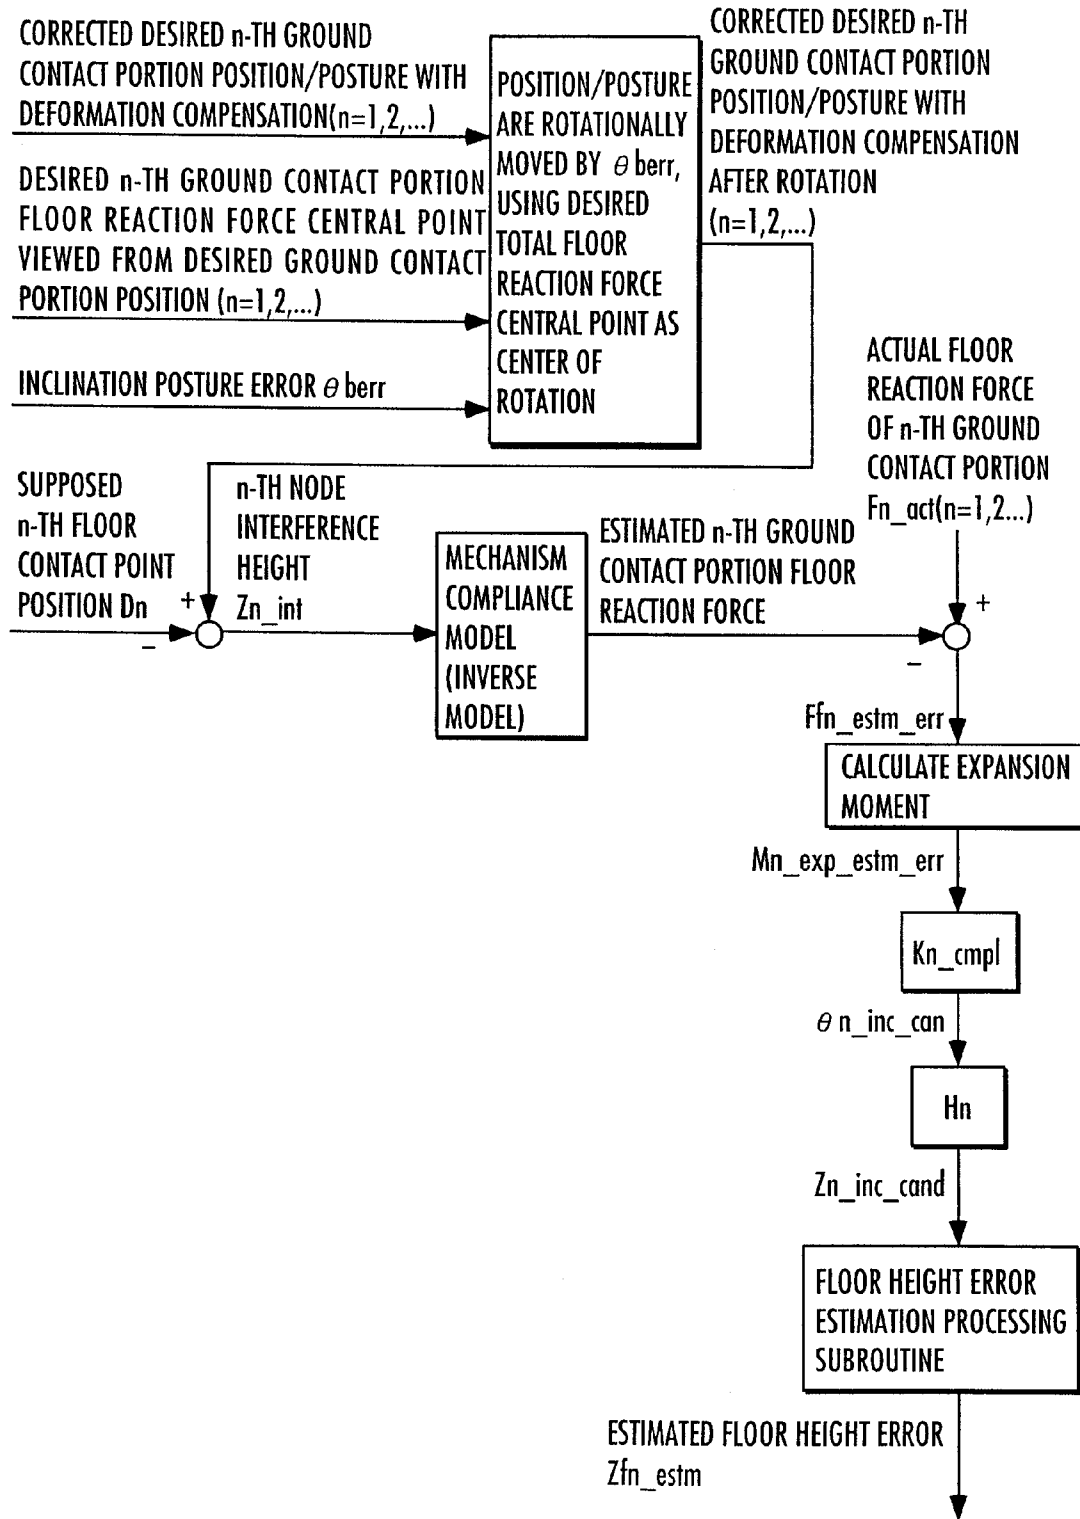 CORRECTED DESIRED n-TH GROUND
CONTACT PORTION POSITION/POSTURE WITH
DEFORMATION COMPENSATION(n=1,2,...)
DESIRED n-TH GROUND CONTACT PORTION
FLOOR REACTION FORCE CENTRAL POINT
VIEWED FROM DESIRED GROUND CONTACT
PORTION POSITION (n=1,2,...)
INCLINATION POSTURE ERROR θ berr
POSITION/POSTURE
ARE ROTATIONALLY
MOVED BY θ berr,
USING DESIRED
TOTAL FLOOR
REACTION FORCE
CENTRAL POINT AS
CENTER OF
ROTATION
CORRECTED DESIRED n-TH
GROUND CONTACT PORTION
POSITION/POSTURE WITH
DEFORMATION COMPENSATION
AFTER ROTATION
(n=1,2,...)
ACTUAL FLOOR
REACTION FORCE
OF n-TH GROUND
CONTACT PORTION
Fn_act(n=1,2...)
SUPPOSED
n-TH FLOOR
CONTACT POINT
POSITION Dn
+
−
n-TH NODE
INTERFERENCE
HEIGHT
Zn_int
MECHANISM
COMPLIANCE
MODEL
(INVERSE
MODEL)
ESTIMATED n-TH GROUND
CONTACT PORTION FLOOR
REACTION FORCE
+
−
Ffn_estm_err
CALCULATE EXPANSION
MOMENT
Mn_exp_estm_err
Kn_cmpl
θ n_inc_can
Hn
Zn_inc_cand
FLOOR HEIGHT ERROR
ESTIMATION PROCESSING
SUBROUTINE
ESTIMATED FLOOR HEIGHT ERROR
Zfn_estm